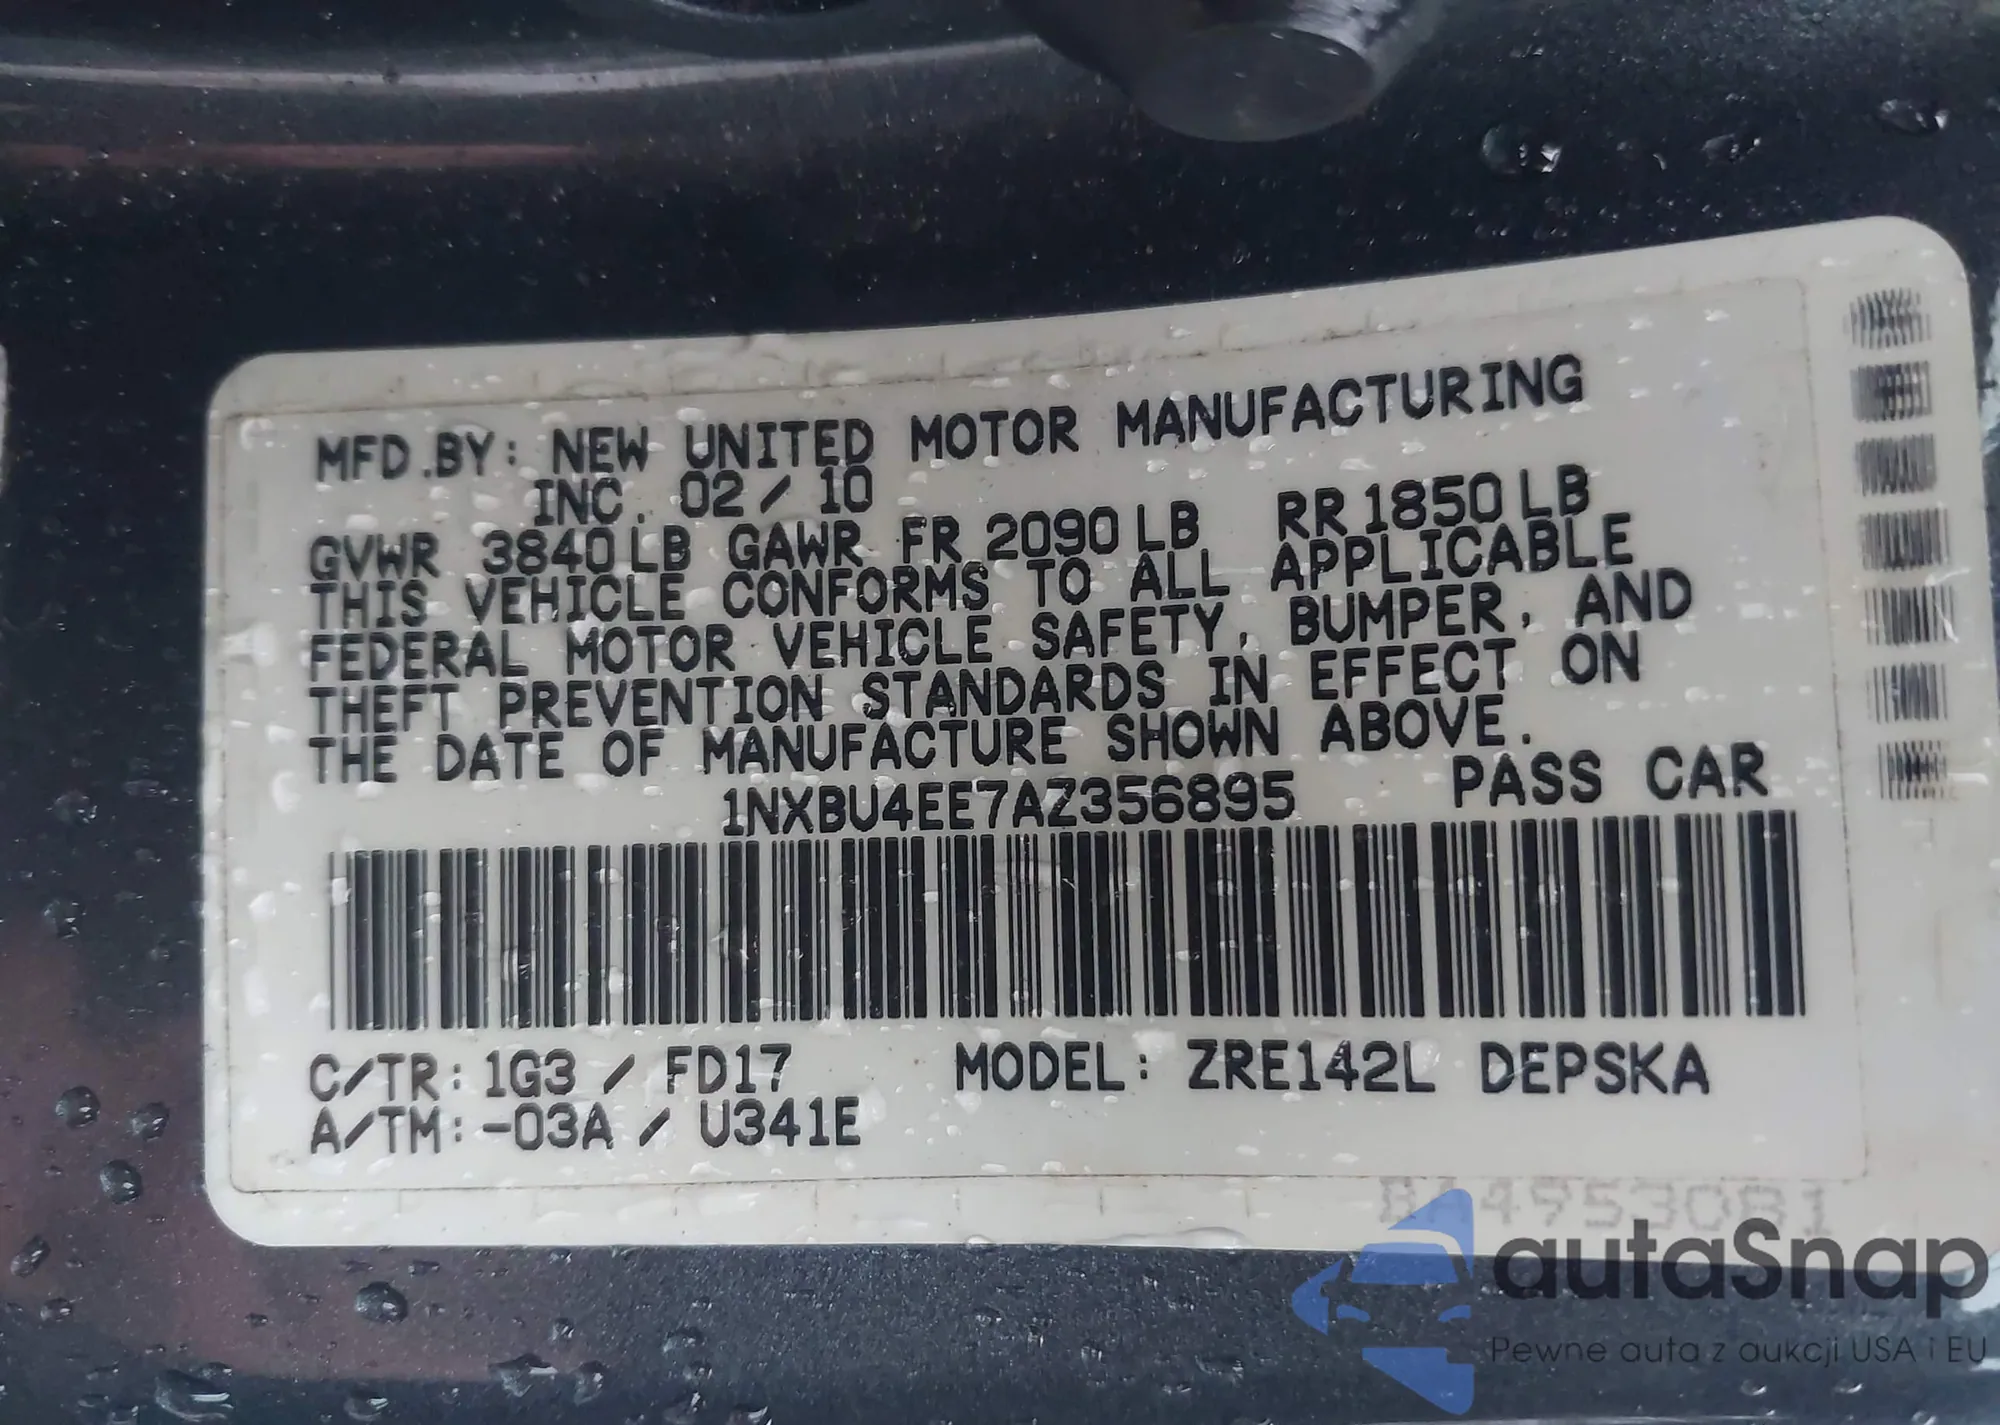 MFD.BY: NEW UNITED MOTOR MANUFACTURING
INC. 02/10
GVWR 3840LB GAWR FR 2090LB RR1850LB
THIS VEHICLE CONFORMS TO ALL APPLICABLE
FEDERAL MOTOR VEHICLE SAFETY, BUMPER, AND
THEFT PREVENTION STANDARDS IN EFFECT ON
THE DATE OF MANUFACTURE SHOWN ABOVE.
1NXBU4EE7AZ356895 PASS CAR
C/TR: 1G3 / FD17 MODEL: ZRE142L DEPSKA
A/TM: -03A / U341E
autaSnap
Pewne auta z aukcji USA i EU